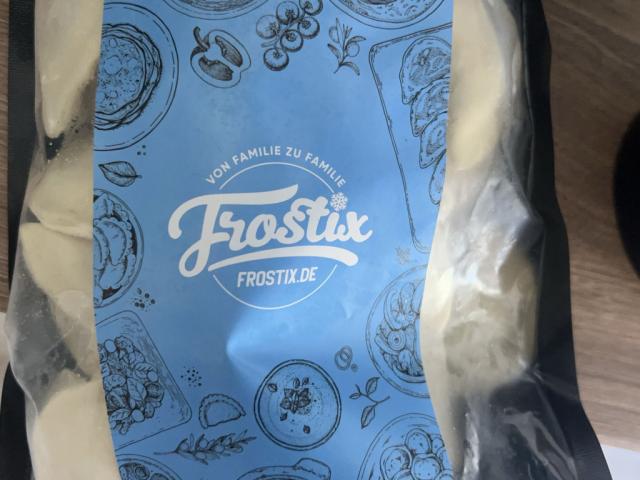 VON FAMILIE ZU FAMILIE
Frostix
FROSTIX.DE